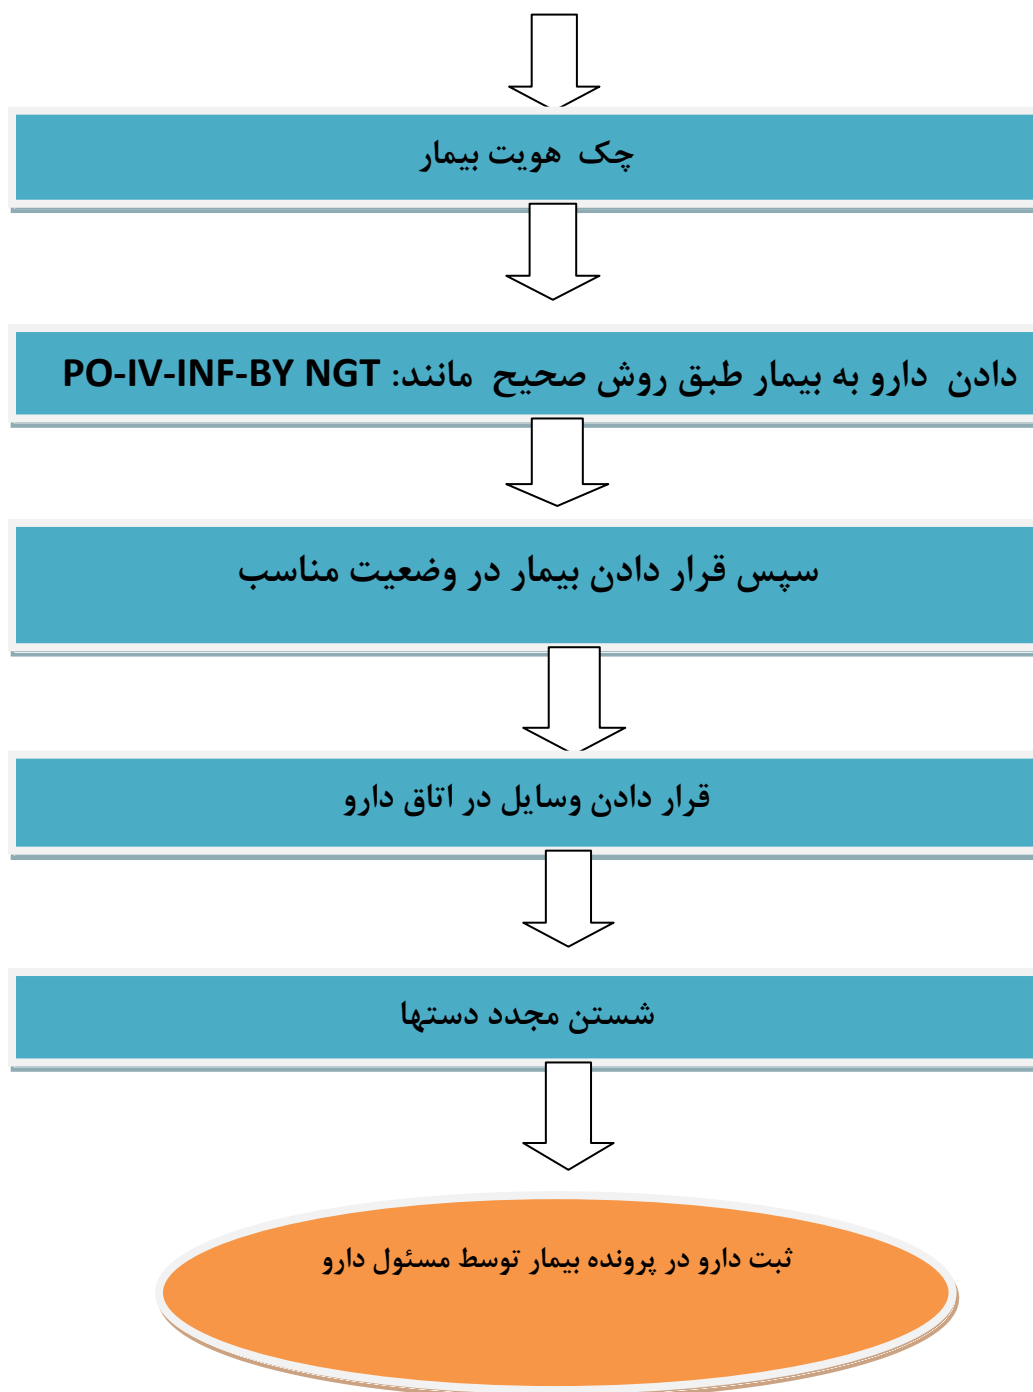 چک هویت بیمار
دادن دارو به بیمار طبق روش صحیح مانند: PO-IV-INF-BY NGT
سپس قرار دادن بیمار در وضعیت مناسب
قرار دادن وسایل در اتاق دارو
شستن مجدد دستها
ثبت دارو در پرونده بیمار توسط مسئول دارو